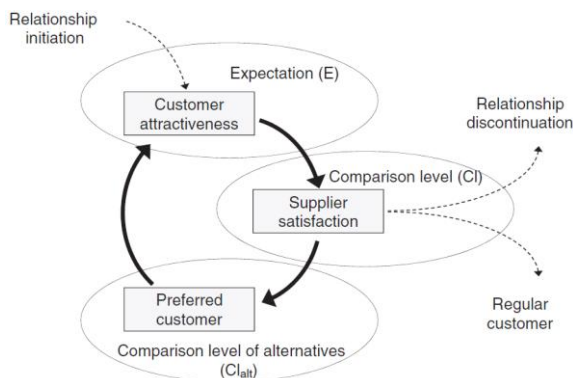 Relationship
initiation
Expectation (E)
Customer
attractiveness
Relationship
discontinuation
Comparison level (Cl)
Supplier
satisfaction
Preferred
customer
Regular
customer
Comparison level of alternatives
(Cl_alt)